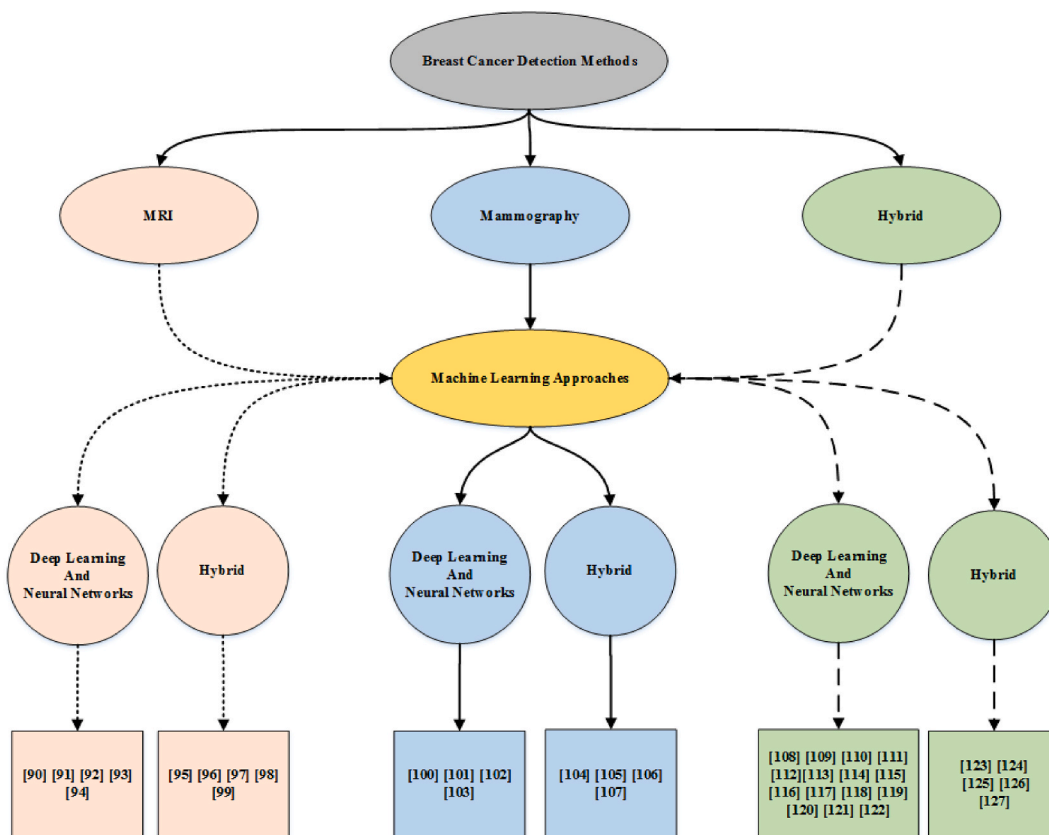 Breast Cancer Detection Methods
MRI
Mammography
Hybrid
Machine Learning Approaches
Deep Learning
And
Neural Networks
Hybrid
Deep Learning
And
Neural Networks
Hybrid
Deep Learning
And
Neural Networks
Hybrid
[90] [91] [92] [93]
[94]
[95] [96] [97] [98]
[99]
[100] [101] [102]
[103]
[104] [105] [106]
[107]
[108] [109] [110] [111]
[112][113] [114] [115]
[116] [117] [118] [119]
[120] [121] [122]
[123] [124]
[125] [126]
[127]